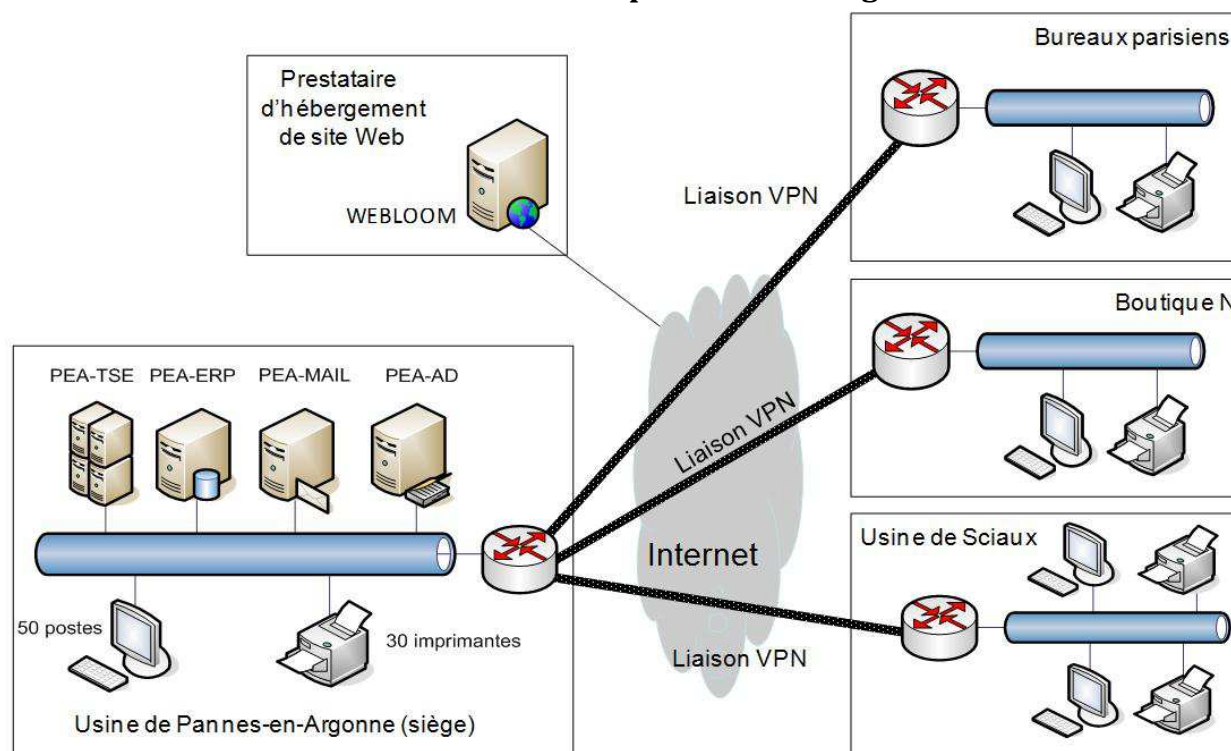 Bureaux parisiens
Prestataire
d'hébergement
de site Web
WEBLOOM
Liaison VPN
Boutique N
PEA-TSE PEA-ERP PEA-MAIL PEA-AD
Liaison VPN
Internet
Usine de Sciaux
50 postes
30 imprimantes
Liaison VPN
Usine de Pannes-en-Argonne (siège)